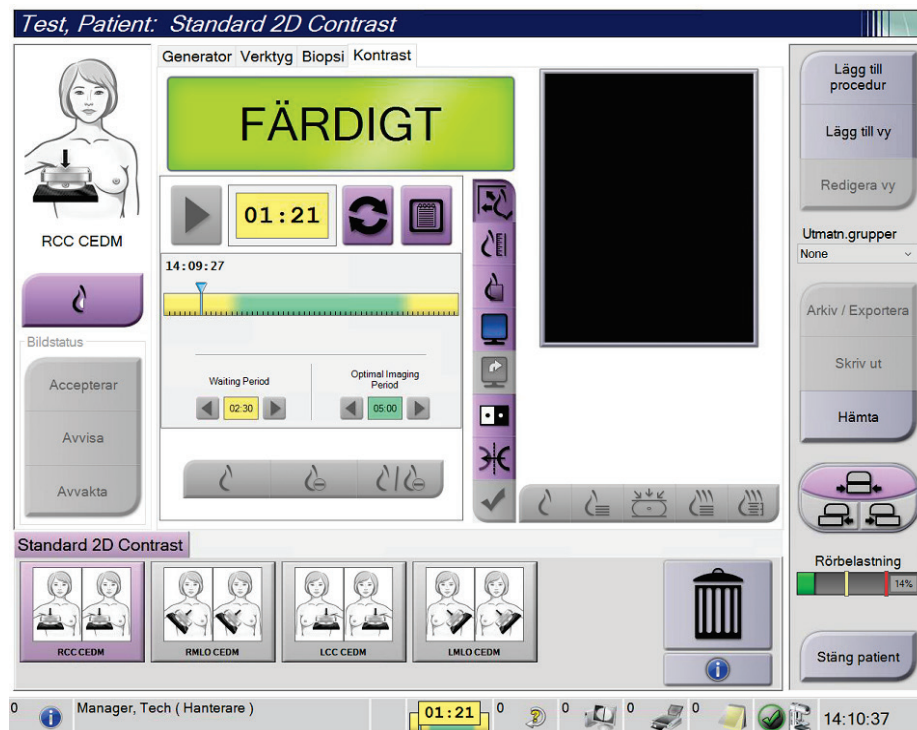 Test, Patient: Standard 2D Contrast
Generator Verktyg Biopsi Kontrast
FÄRDIGT
01:21
14:09:27
Waiting Period
02:30
Optimal Imaging
Period
05:00
RCC CEDM
Bildstatus
Accepterar
Avvisa
Avvakta
Lägg till
procedur
Lägg till vy
Redigera vy
Utmatn.grupper
None
Arkiv / Exportera
Skriv ut
Hämta
Rörbelastning
14%
Stäng patient
Standard 2D Contrast
RCC CEDM
RMLO CEDM
LCC CEDM
LMLO CEDM
0 Manager, Tech ( Hanterare ) 01:21 0 0 0 0 14:10:37